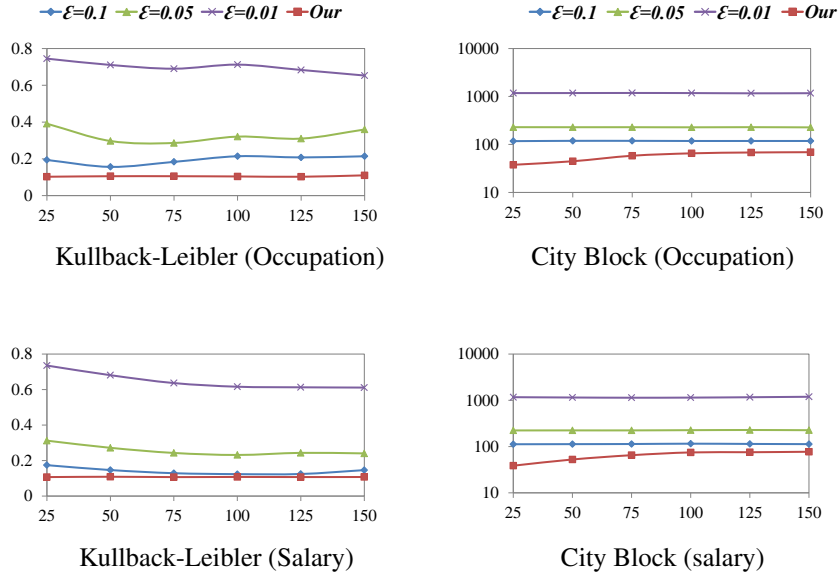 ℰ=0.1 ℰ=0.05 ℰ=0.01 Our
0.8
0.6
0.4
0.2
0
25 50 75 100 125 150
Kullback-Leibler (Occupation)
ℰ=0.1 ℰ=0.05 ℰ=0.01 Our
10000
1000
100
10
25 50 75 100 125 150
City Block (Occupation)
0.8
0.6
0.4
0.2
0
25 50 75 100 125 150
Kullback-Leibler (Salary)
10000
1000
100
10
25 50 75 100 125 150
City Block (salary)